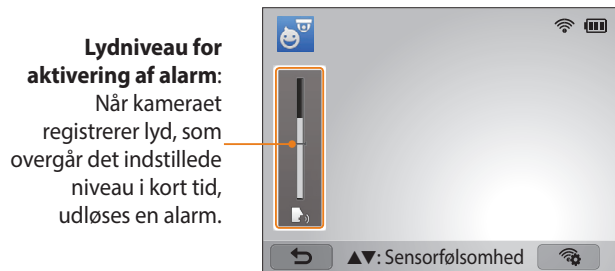 Lydniveau for
aktivering af alarm:
Når kameraet
registrerer lyd, som
overgår det indstillede
niveau i kort tid,
udløses en alarm.
▲▼: Sensorfølsomhed